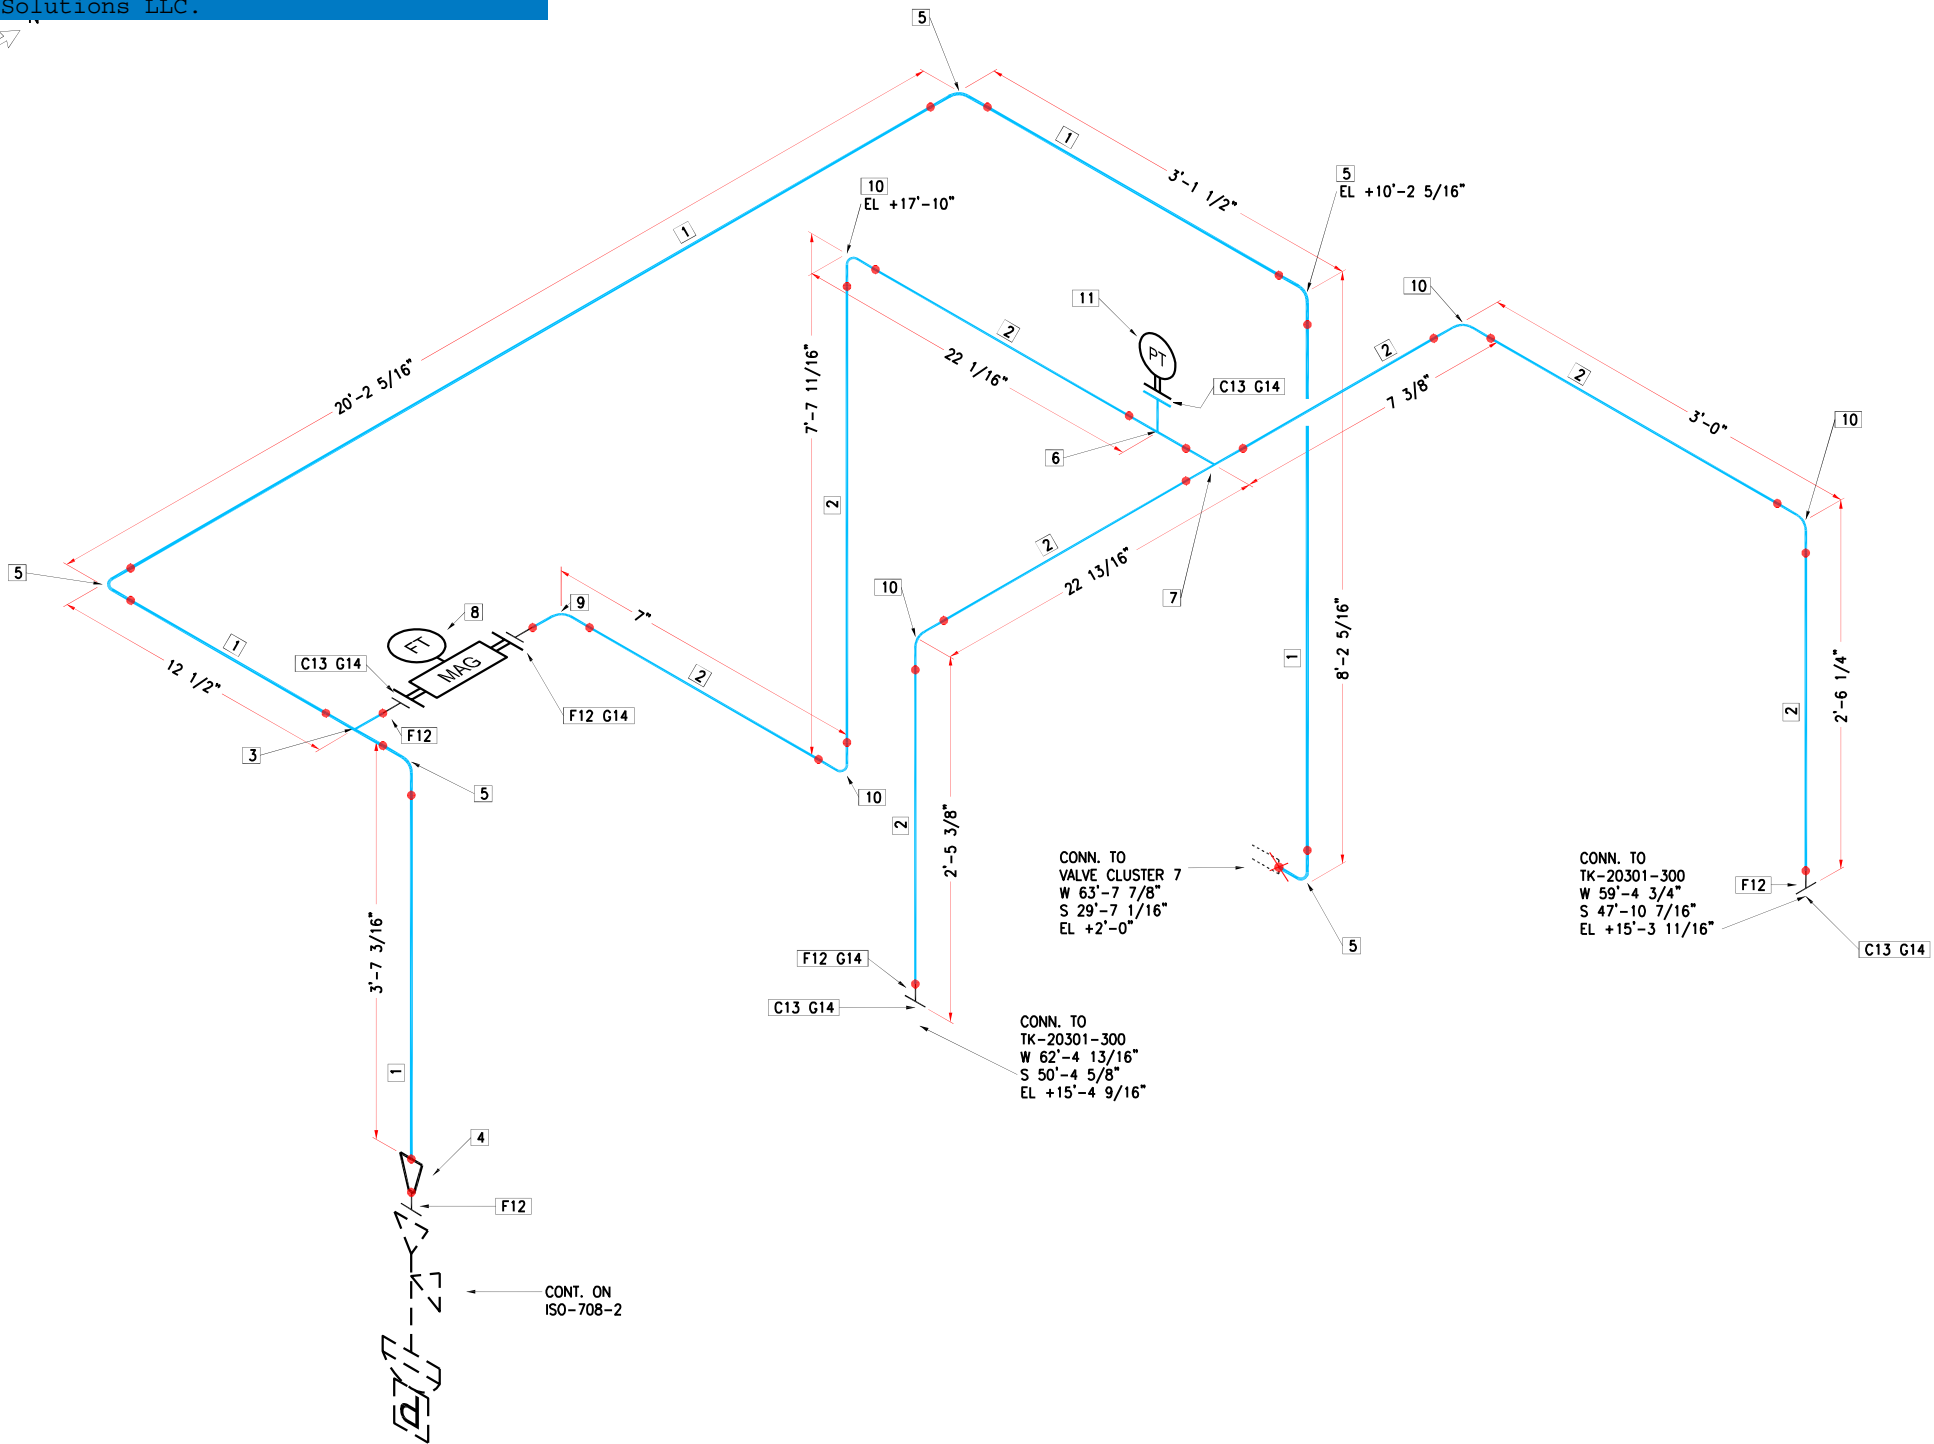 Solutions LLC.
N
5
1
3'-1 1/2"
5
EL +10'-2 5/16"
10
EL +17'-10"
1
10
11
PT
2
22 1/16"
C13 G14
2
7 3/8"
2
3'-0"
10
20'-2 5/16"
7'-7 11/16"
6
2
2
22 13/16"
7
10
5
8
9
7"
FT
MAG
1
C13 G14
12 1/2"
2
F12 G14
F12
3
5
10
8'-2 5/16"
1
2'-6 1/4"
2
2
2'-5 3/8"
CONN. TO
VALVE CLUSTER 7
W 63'-7 7/8"
S 29'-7 1/16"
EL +2'-0"
5
CONN. TO
TK-20301-300
W 59'-4 3/4"
S 47'-10 7/16"
EL +15'-3 11/16"
F12
C13 G14
3'-7 3/16"
F12 G14
C13 G14
CONN. TO
TK-20301-300
W 62'-4 13/16"
S 50'-4 5/8"
EL +15'-4 9/16"
1
4
F12
CONT. ON
ISO-708-2
P